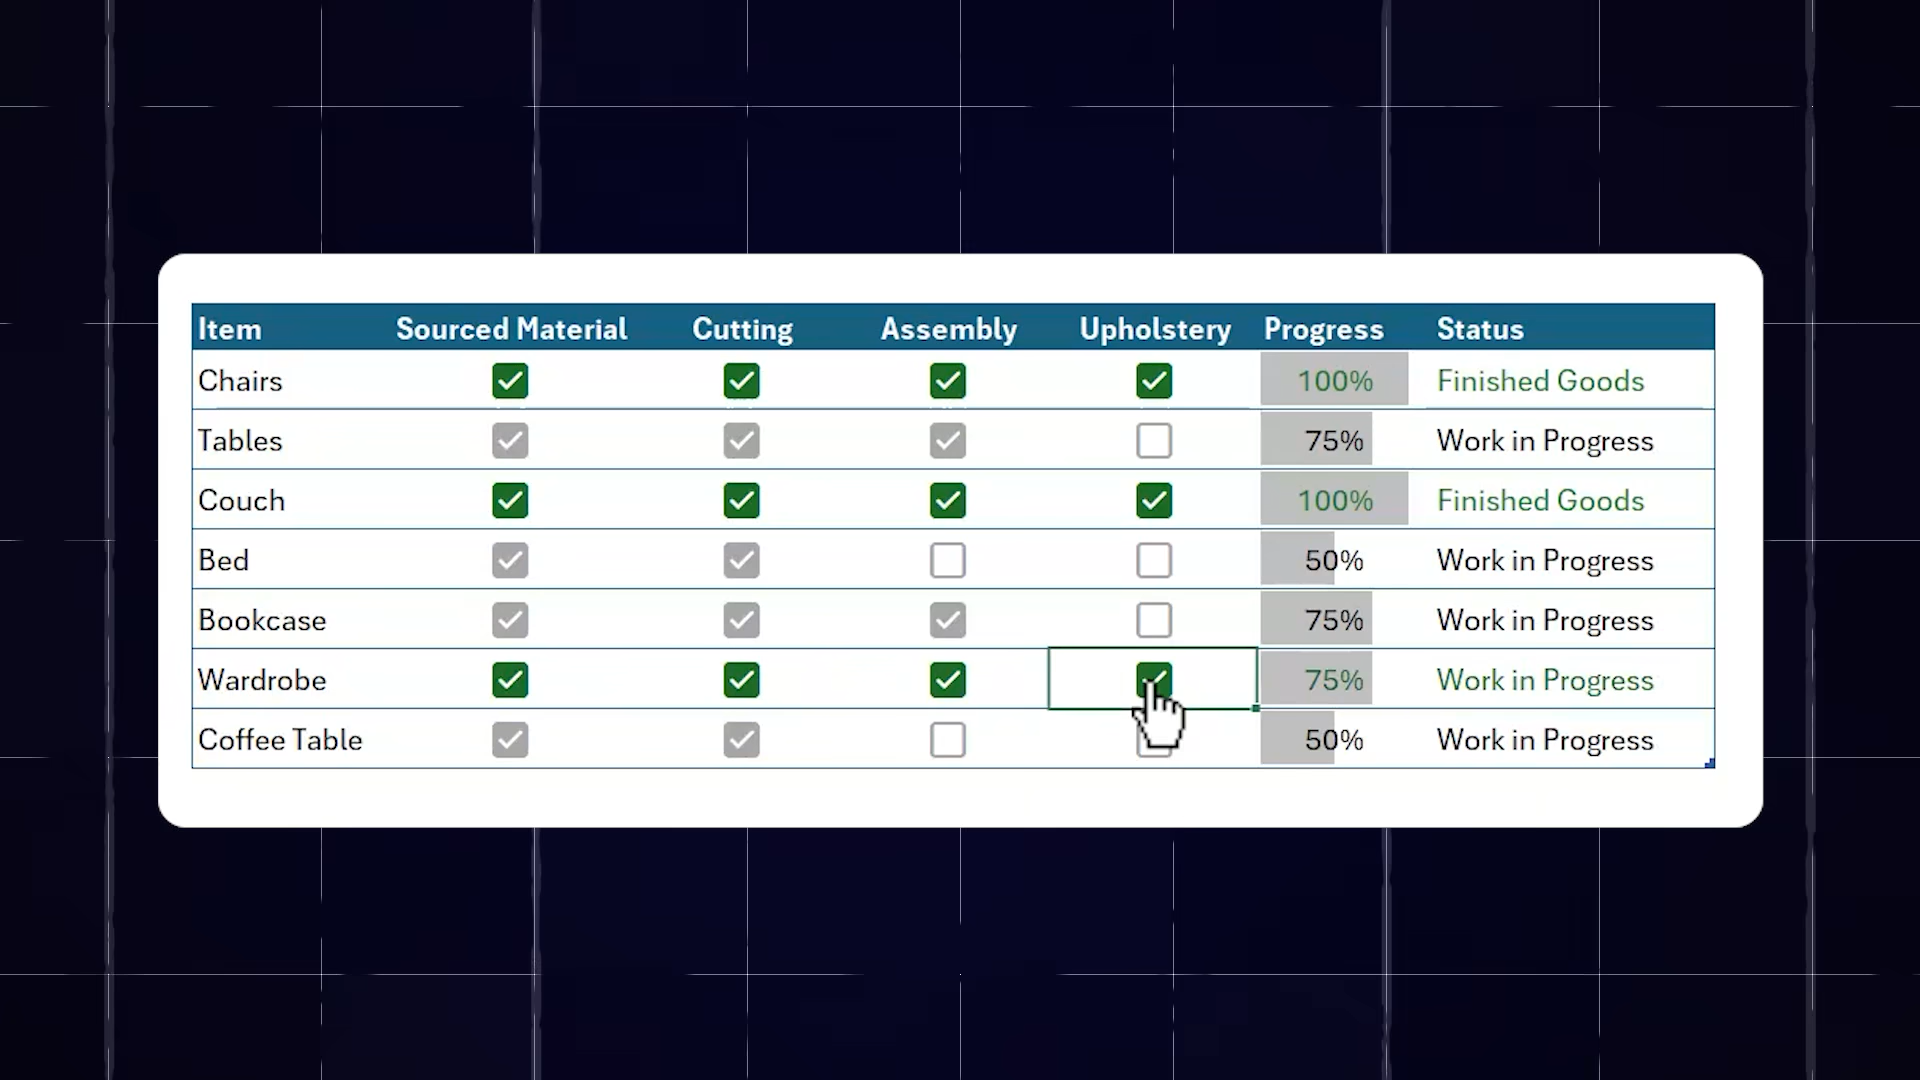 Item Sourced Material Cutting Assembly Upholstery Progress Status
Chairs 100% Finished Goods
Tables 75% Work in Progress
Couch 100% Finished Goods
Bed 50% Work in Progress
Bookcase 75% Work in Progress
Wardrobe 75% Work in Progress
Coffee Table 50% Work in Progress